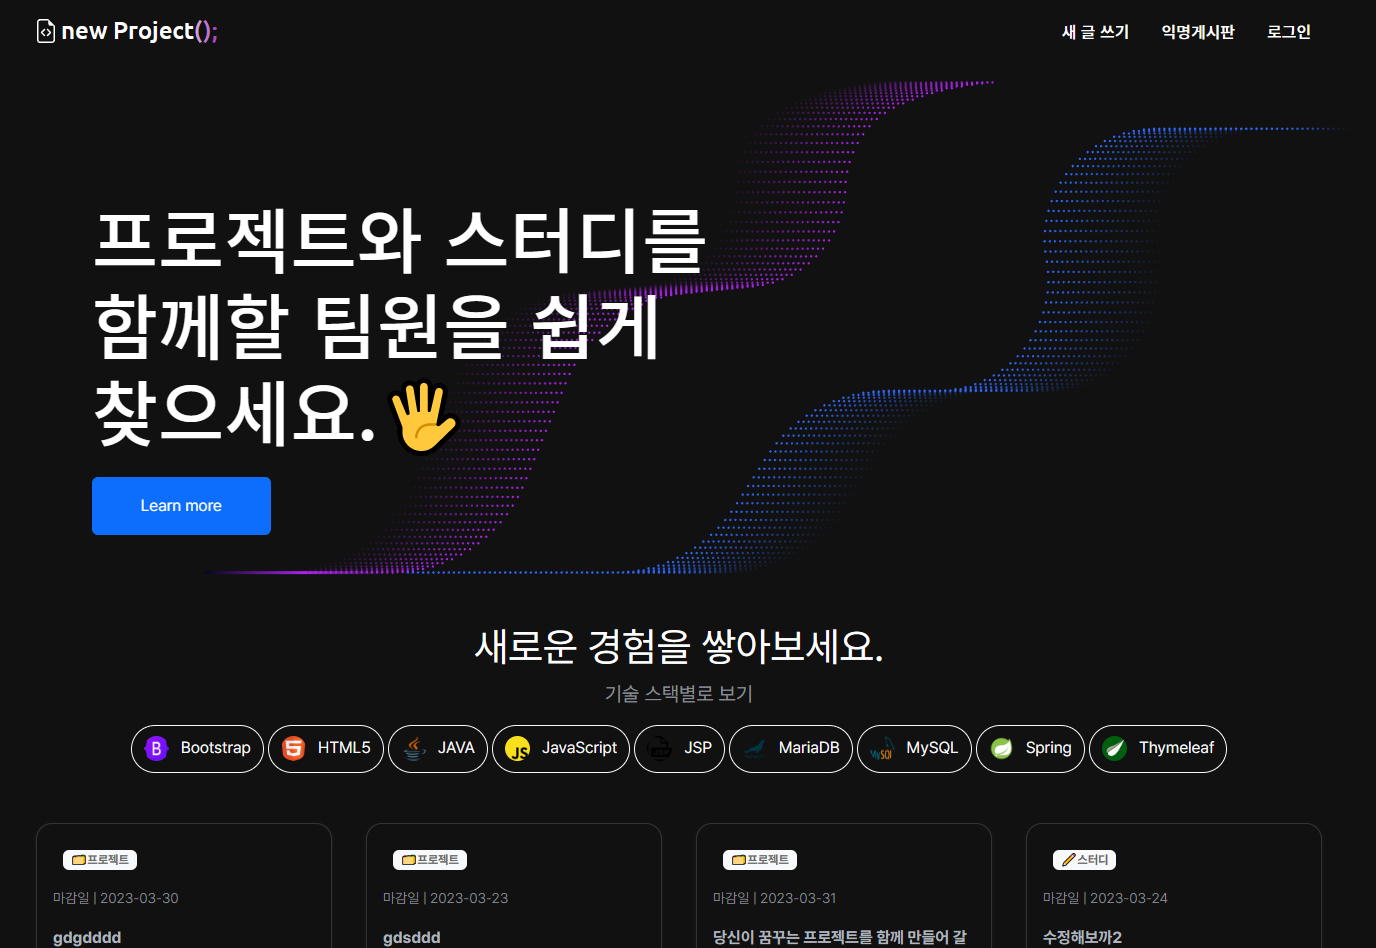 new Project();
새 글 쓰기 익명게시판 로그인
프로젝트와 스터디를
함께할 팀원을 쉽게
찾으세요.
Learn more
새로운 경험을 쌓아보세요.
기술 스택별로 보기
Bootstrap HTML5 JAVA JavaScript JSP MariaDB MySQL Spring Thymeleaf
프로젝트 프로젝트 프로젝트 스터디
마감일 | 2023-03-30 마감일 | 2023-03-23 마감일 | 2023-03-31 마감일 | 2023-03-24
gdgdddd gdsddd 당신이 꿈꾸는 프로젝트를 함께 만들어 갈 수정해보까2